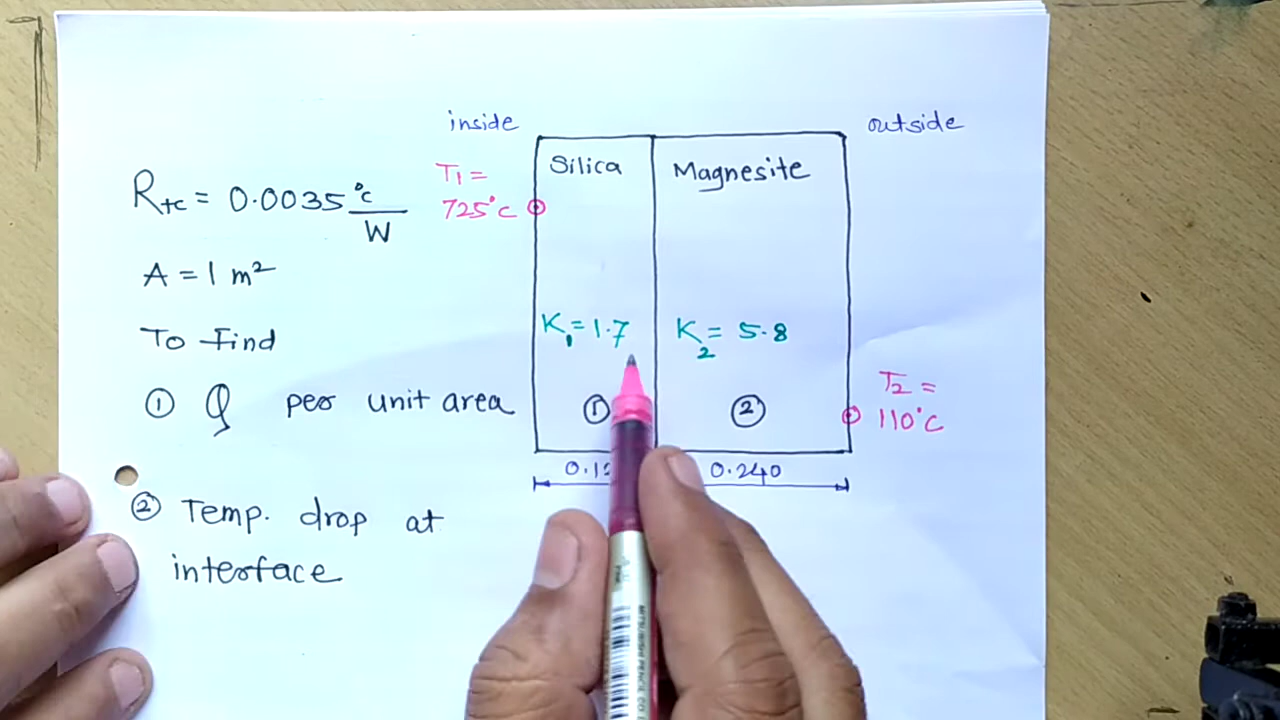 inside
outside
Silica
Magnesite
T1 =
725°C
Rtc = 0.0035 °C
W
A = 1 m²
To Find
K1 = 1.7
K2 = 5.8
① Q per unit area
①
②
T2 =
110°C
0.240
② Temp. drop at
interface